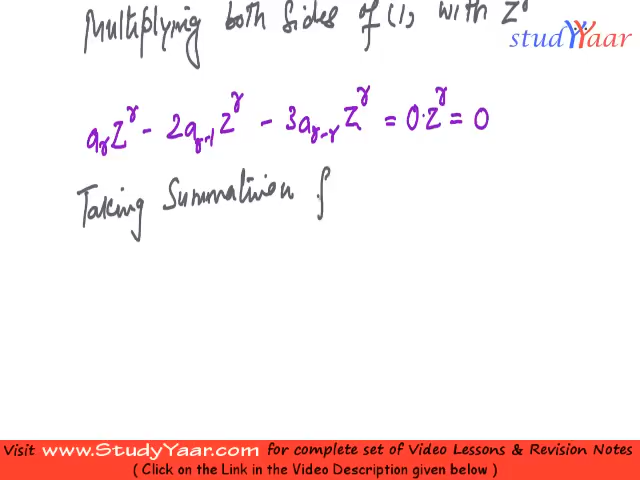 Multiplying both sides of (1) with Z^r
studYYaar
a_r Z^r - 2a_{r-1} Z^r - 3a_{r-r} Z^r = 0·Z^r = 0
Taking Summation f
Visit www.StudyYaar.com for complete set of Video Lessons & Revision Notes
( Click on the Link in the Video Description given below )